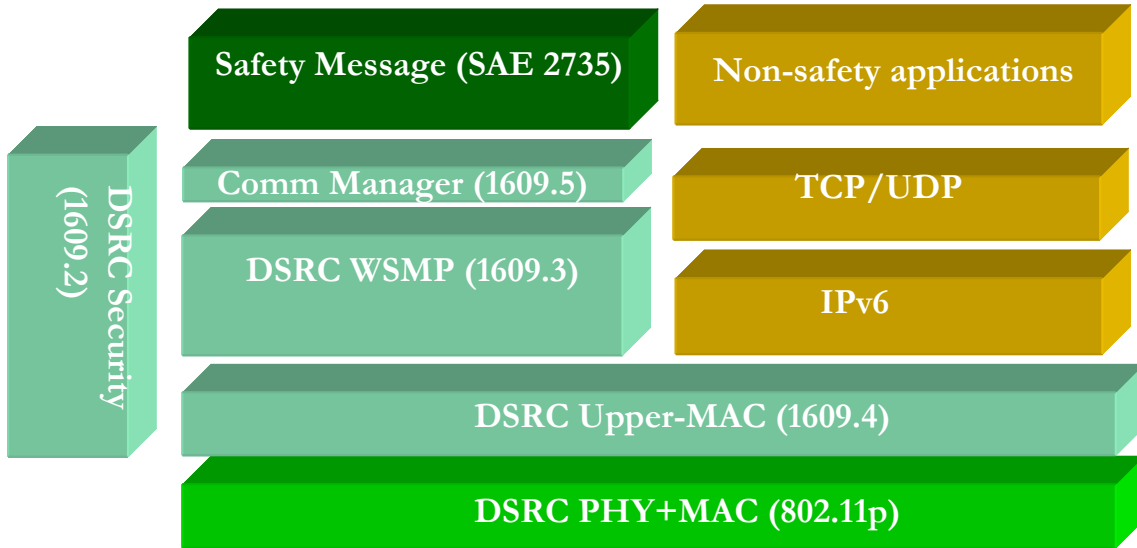 Safety Message (SAE 2735)
Non-safety applications
DSRC Security
(1609.2)
Comm Manager (1609.5)
TCP/UDP
DSRC WSMP (1609.3)
IPv6
DSRC Upper-MAC (1609.4)
DSRC PHY+MAC (802.11p)